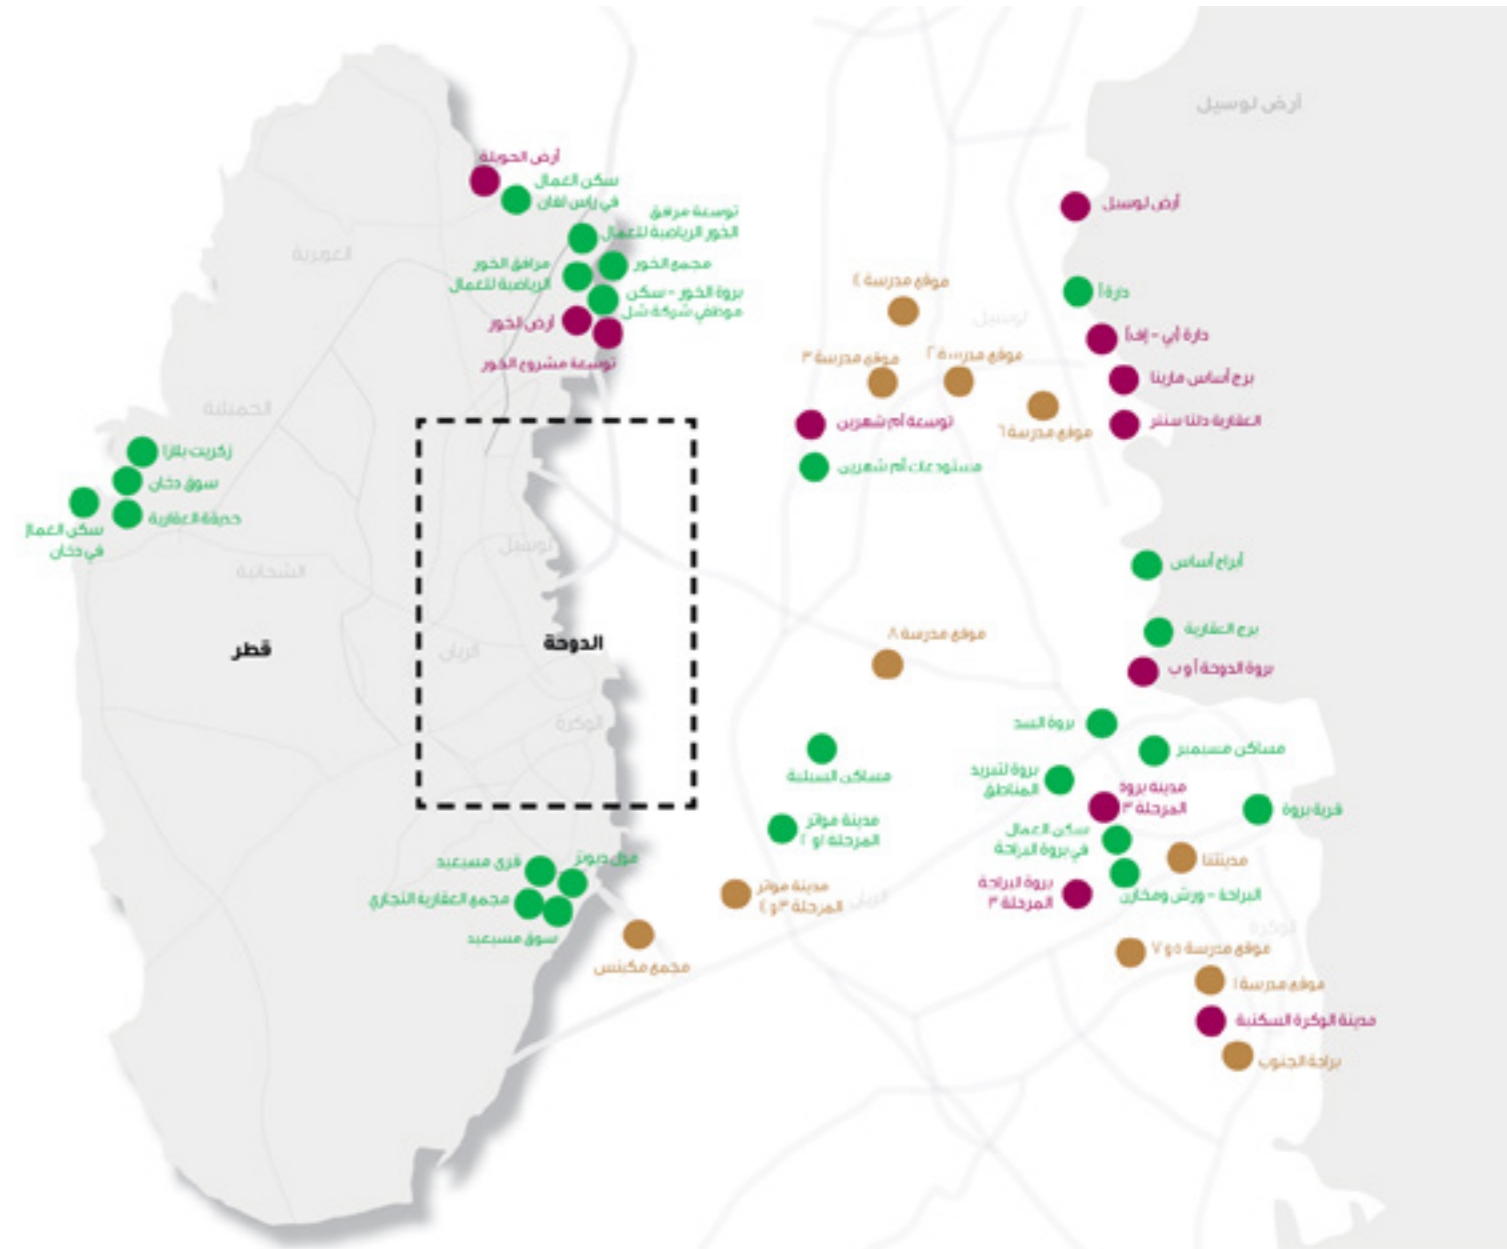 أرض لوسيل
أرض الحويلة
سكن العمال
في راس لفان
توسعة مرافق
الخور الرياضية للعمال
مرافق الخور
الرياضية للعمال
مجمع الخور
بروة الخور - سكن
موظفي شركة شل
أرض الخور
توسعة مشروع الخور
العورية
الجميلية
زكريت بلازا
سوق دخان
حديقة العقارية
سكن العمال
في دخان
الشحانية
قطر
لوسيل
الدوحة
الريان
الوكرة
قرى مسيعيد
مول ديونز
مجمع العقارية التجاري
سوق مسيعيد
مجمع مكينس
أرض لوسيل
دارة أ
دارة (بي - إف)
برج أساس مارينا
العقارية دلتا سنتر
موقع مدرسة ٤
لوسيل
موقع مدرسة ٣
موقع مدرسة ٢
موقع مدرسة ٦
توسعة أم شهرين
مستودعات أم شهرين
أبراج أساس
برج العقارية
بروة الدوحة أ و ب
موقع مدرسة ٨
بروة السد
مساكن مسيمير
مساكن السيلية
بروة لتبريد
المناطق
مدينة بروة
المرحلة ٣
قرية بروة
مدينة مواتر
المرحلة ١ و ٢
سكن العمال
في بروة البراحة
مدينتنا
البراحة - ورش ومخازن
بروة البراحة
المرحلة ٣
مدينة مواتر
المرحلة ٣ و ٤
الريان
الوكرة
موقع مدرسة ٥ و ٧
موقع مدرسة ١
مدينة الوكرة السكنية
براحة الجنوب